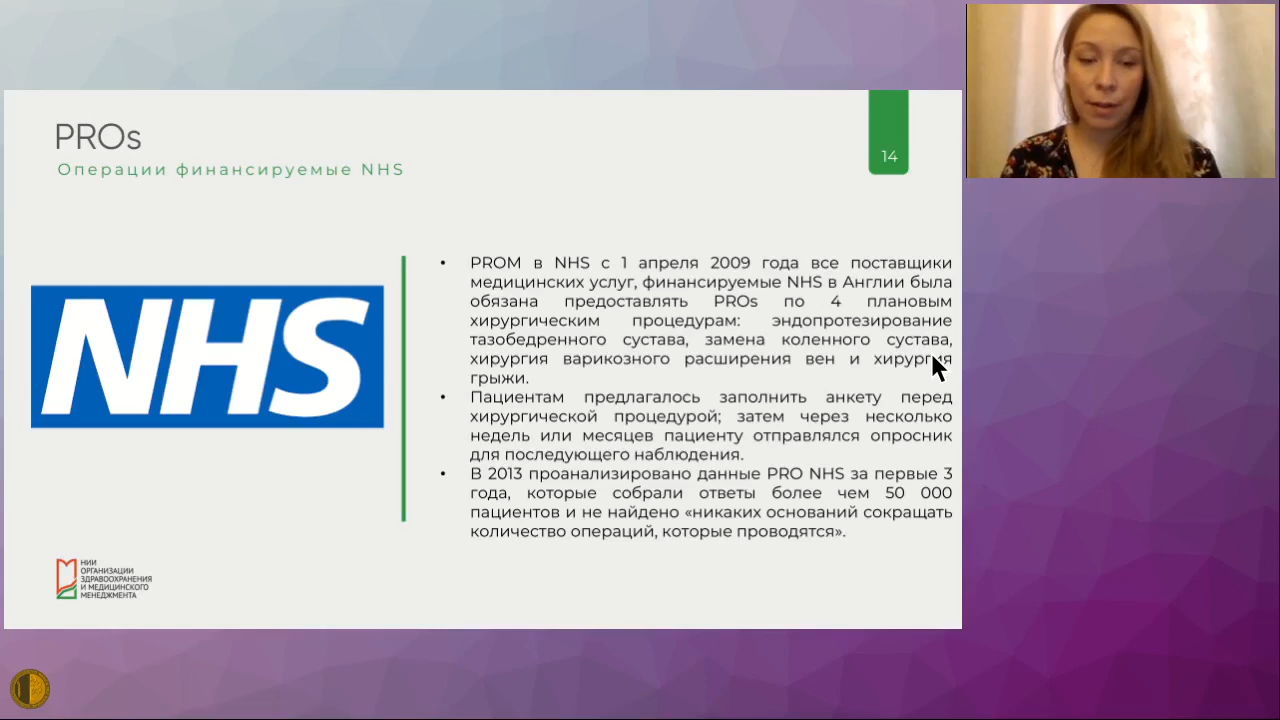 PROs
Операции финансируемые NHS
14
NHS
• PROM в NHS с 1 апреля 2009 года все поставщики
медицинских услуг, финансируемые NHS в Англии была
обязана предоставлять PROs по 4 плановым
хирургическим процедурам: эндопротезирование
тазобедренного сустава, замена коленного сустава,
хирургия варикозного расширения вен и хирургия
грыжи.
• Пациентам предлагалось заполнить анкету перед
хирургической процедурой; затем через несколько
недель или месяцев пациенту отправлялся опросник
для последующего наблюдения.
• В 2013 проанализировано данные PRO NHS за первые 3
года, которые собрали ответы более чем 50 000
пациентов и не найдено «никаких оснований сокращать
количество операций, которые проводятся».
НИИ
ОРГАНИЗАЦИИ
ЗДРАВООХРАНЕНИЯ
И МЕДИЦИНСКОГО
МЕНЕДЖМЕНТА